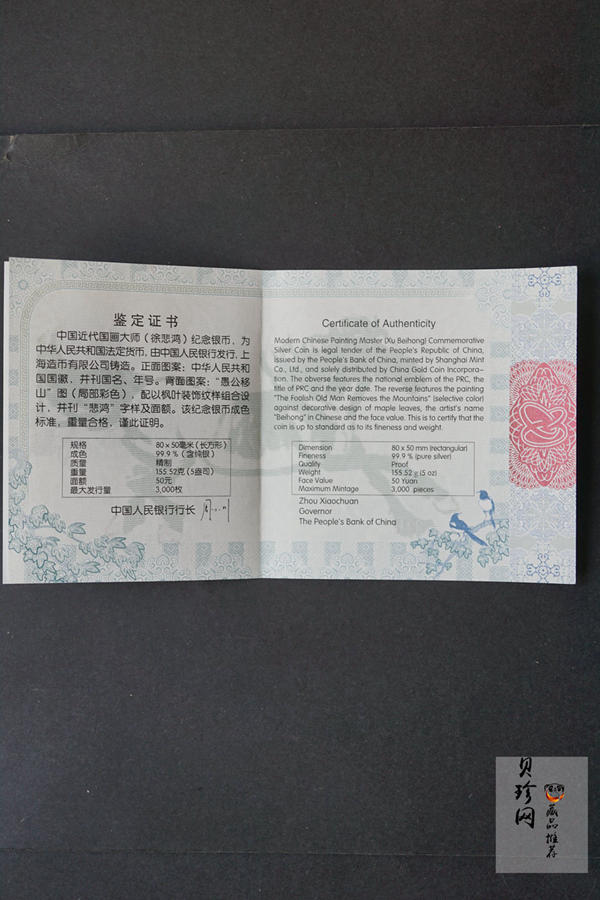 鉴定证书
中国近代国画大师（徐悲鸿）纪念银币，为
中华人民共和国法定货币，由中国人民银行发行，上
海造币有限公司铸造。正面图案：中华人民共和
国国徽，并刊国名、年号。背面图案：“愚公移
山”图（局部彩色），配以枫叶装饰纹样组合设
计，并刊“悲鸿”字样及面额。该纪念银币成色
标准，重量合格，谨此证明。
规格 80×50毫米（长方形）
成色 99.9%（含纯银）
质量 精制
重量 155.52克（5盎司）
面额 50元
最大发行量 3,000枚
中国人民银行行长
Certificate of Authenticity
Modern Chinese Painting Master (Xu Beihong) Commemorative
Silver Coin is legal tender of the People's Republic of China,
issued by the People's Bank of China, minted by Shanghai Mint
Co., Ltd., and solely distributed by China Gold Coin Incorpora-
tion. The obverse features the national emblem of the PRC, the
title of PRC and the year date. The reverse features the painting
"The Foolish Old Man Removes the Mountains" (selective color)
against decorative design of maple leaves, the artist's name
"Beihong" in Chinese and the face value. This is to certify that the
coin is up to standard as to its fineness and weight.
Dimension 80 x 50 mm (rectangular)
Fineness 99.9 % (pure silver)
Quality Proof
Weight 155.52 g (5 oz)
Face Value 50 Yuan
Maximum Mintage 3,000 pieces
Zhou Xiaochuan
Governor
The People's Bank of China
贝珍网
藏品推荐